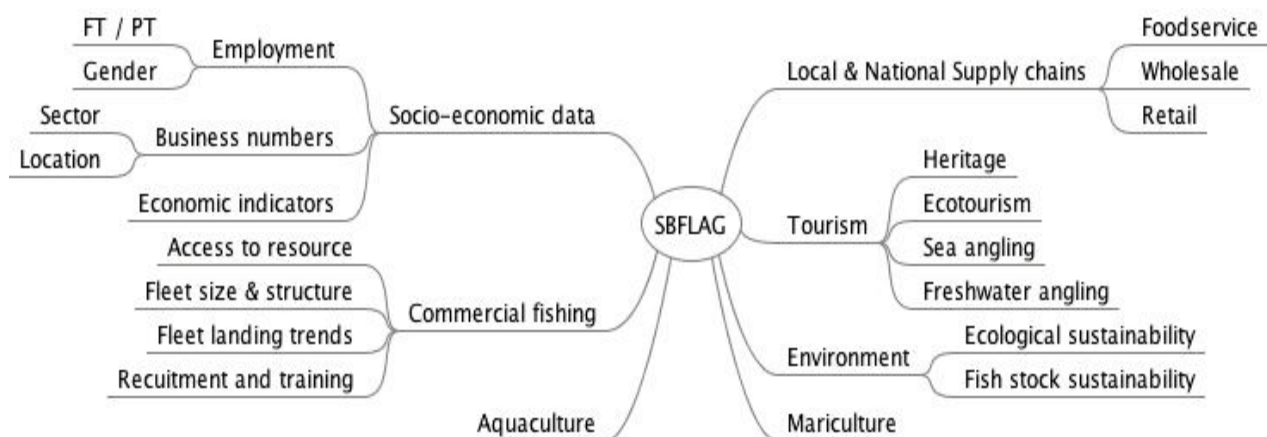 FT / PT
Gender
Employment
Sector
Location
Business numbers
Economic indicators
Socio-economic data
Access to resource
Fleet size & structure
Fleet landing trends
Recuitment and training
Commercial fishing
Aquaculture
SBFLAG
Local & National Supply chains
Foodservice
Wholesale
Retail
Tourism
Heritage
Ecotourism
Sea angling
Freshwater angling
Environment
Ecological sustainability
Fish stock sustainability
Mariculture